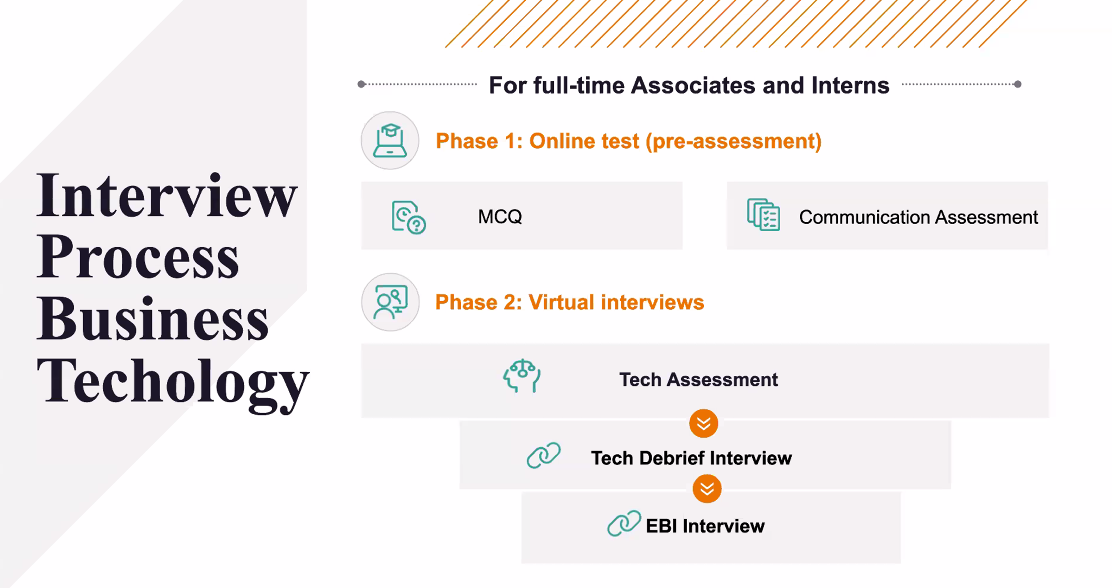 Interview
Process
Business
Techology
For full-time Associates and Interns
Phase 1: Online test (pre-assessment)
MCQ
Communication Assessment
Phase 2: Virtual interviews
Tech Assessment
Tech Debrief Interview
EBI Interview